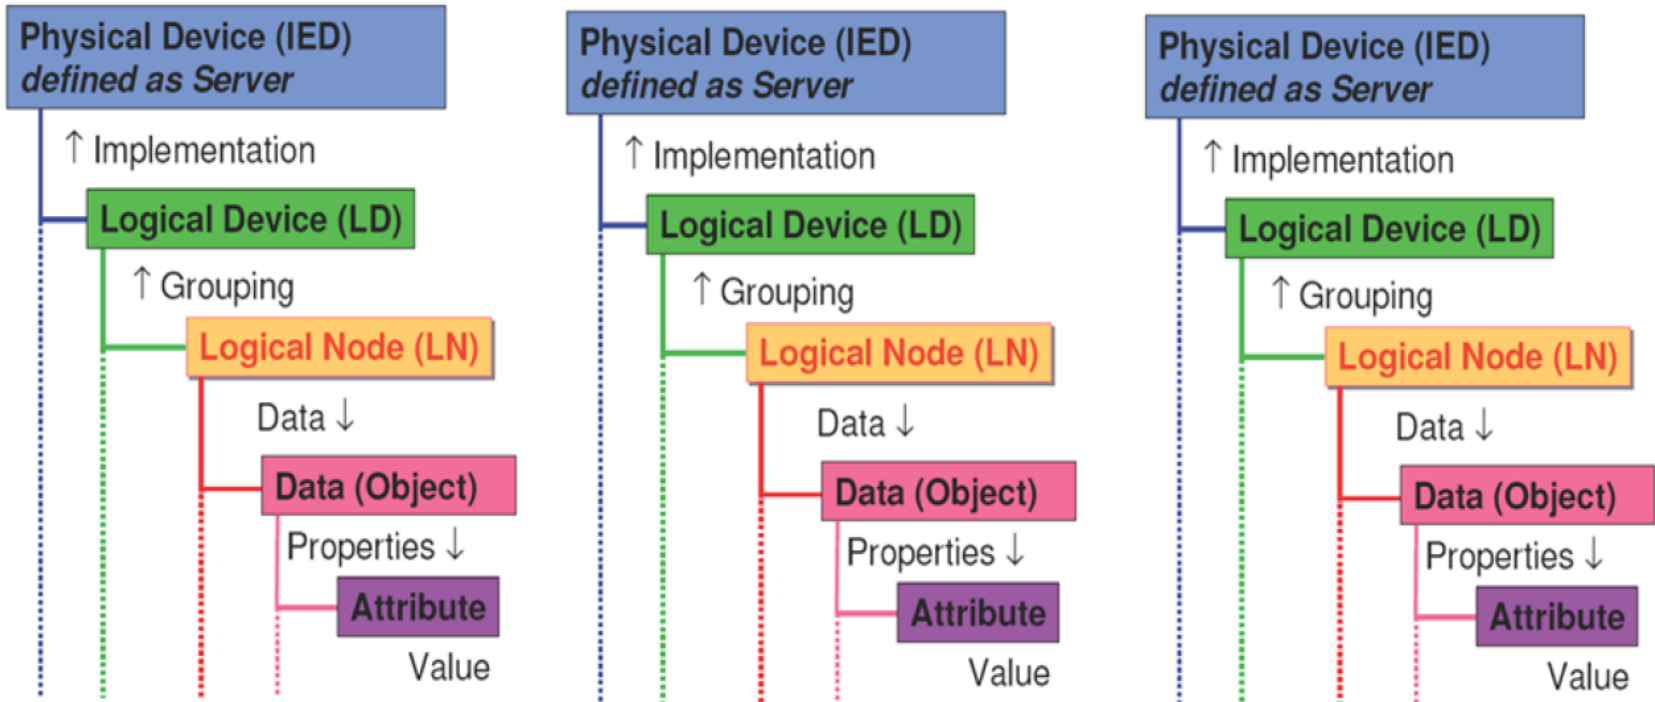 Physical Device (IED)
defined as Server
↑ Implementation
Logical Device (LD)
↑ Grouping
Logical Node (LN)
Data ↓
Data (Object)
Properties ↓
Attribute
Value
Physical Device (IED)
defined as Server
↑ Implementation
Logical Device (LD)
↑ Grouping
Logical Node (LN)
Data ↓
Data (Object)
Properties ↓
Attribute
Value
Physical Device (IED)
defined as Server
↑ Implementation
Logical Device (LD)
↑ Grouping
Logical Node (LN)
Data ↓
Data (Object)
Properties ↓
Attribute
Value